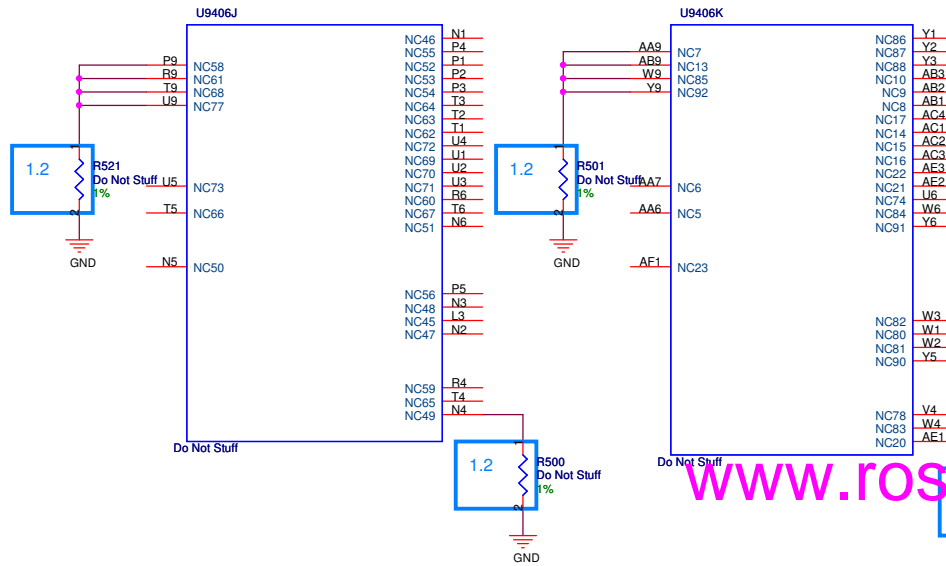 U9406J
P9 NC58
R9 NC61
T9 NC68
U9 NC77
U5 NC73
T5 NC66
N5 NC50
NC46 N1
NC55 P4
NC52 P1
NC53 P2
NC54 P3
NC64 T3
NC63 T2
NC62 T1
NC72 U4
NC69 U1
NC70 U2
NC71 U3
NC60 R6
NC67 T6
NC51 N6
NC56 P5
NC48 N3
NC45 L3
NC47 N2
NC59 R4
NC65 T4
NC49 N4
Do Not Stuff
1.2
1
R521
Do Not Stuff
1%
2
GND
1.2
1
R500
Do Not Stuff
1%
2
GND
U9406K
AA9 NC7
AB9 NC13
W9 NC85
Y9 NC92
AA7 NC6
AA6 NC5
AF1 NC23
NC86 Y1
NC87 Y2
NC88 Y3
NC10 AB3
NC9 AB2
NC8 AB1
NC17 AC4
NC14 AC1
NC15 AC2
NC16 AC3
NC22 AE3
NC21 AE2
NC74 U6
NC84 W6
NC91 Y6
NC82 W3
NC80 W1
NC81 W2
NC90 Y5
NC78 V4
NC83 W4
NC20 AE1
Do Not Stuff
1.2
1
R501
Do Not Stuff
1%
2
GND
www.ros